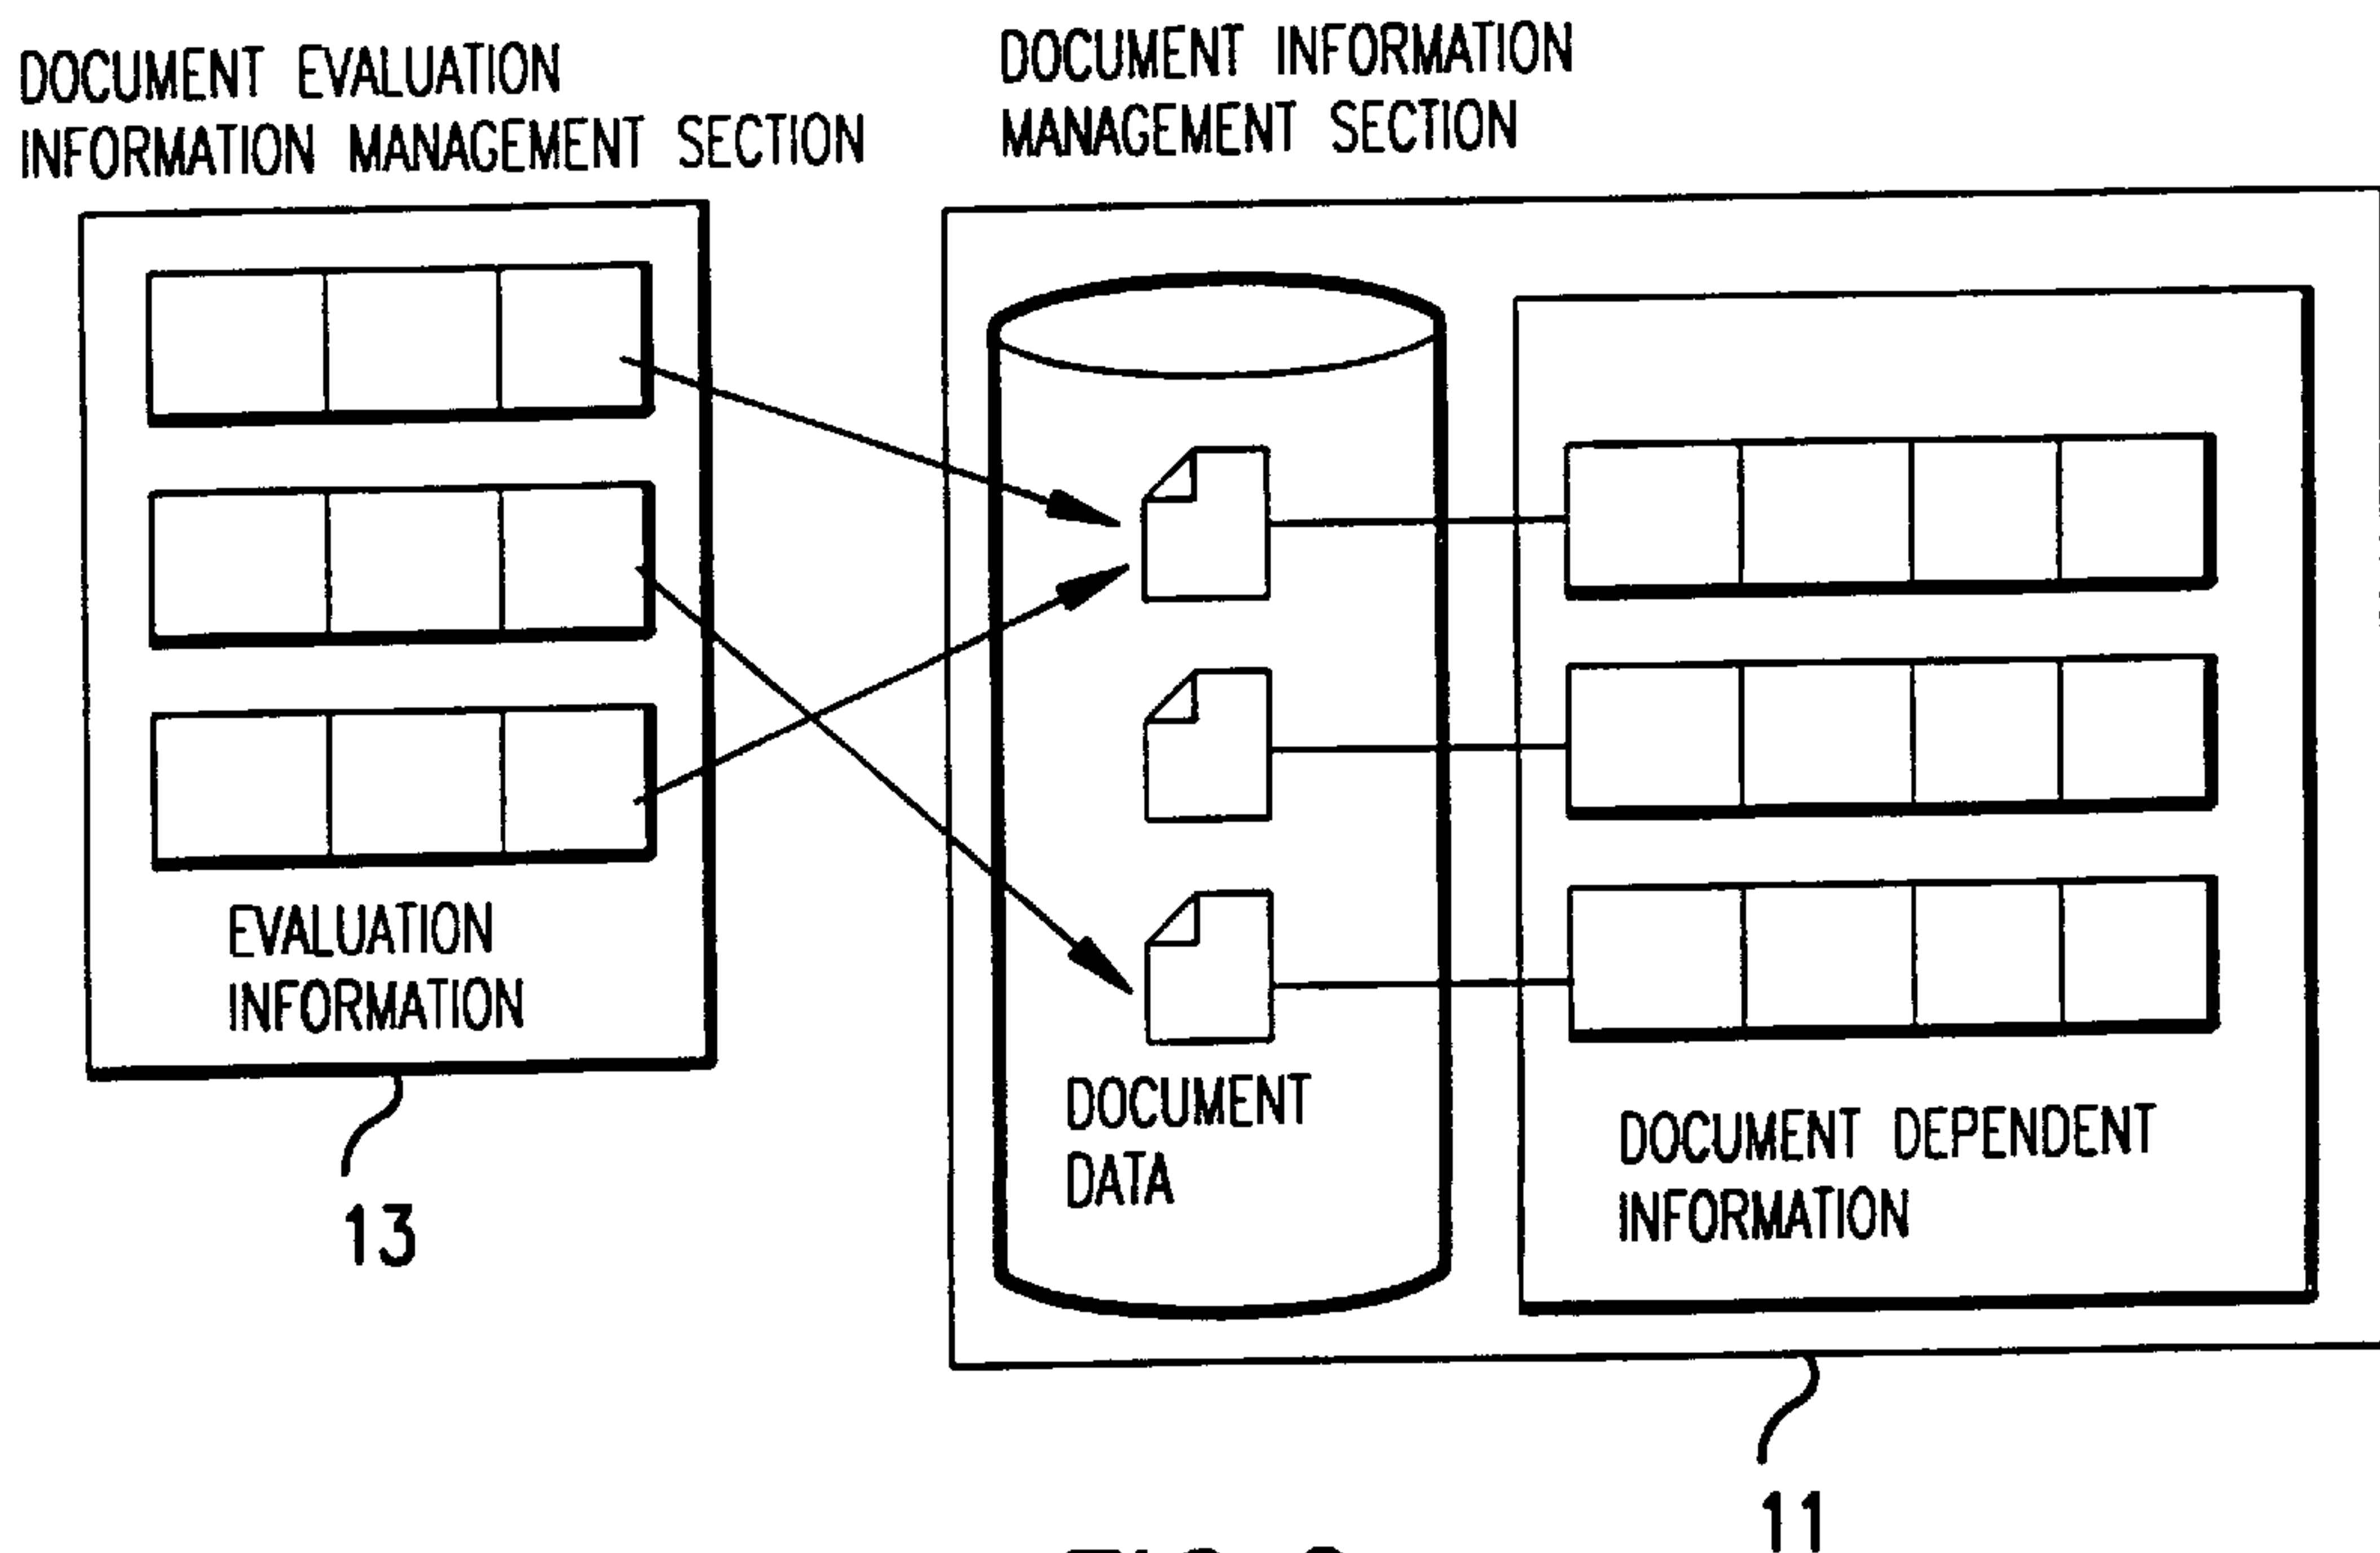 DOCUMENT EVALUATION
INFORMATION MANAGEMENT SECTION
DOCUMENT INFORMATION
MANAGEMENT SECTION
EVALUATION
INFORMATION
DOCUMENT
DATA
DOCUMENT DEPENDENT
INFORMATION
13
11